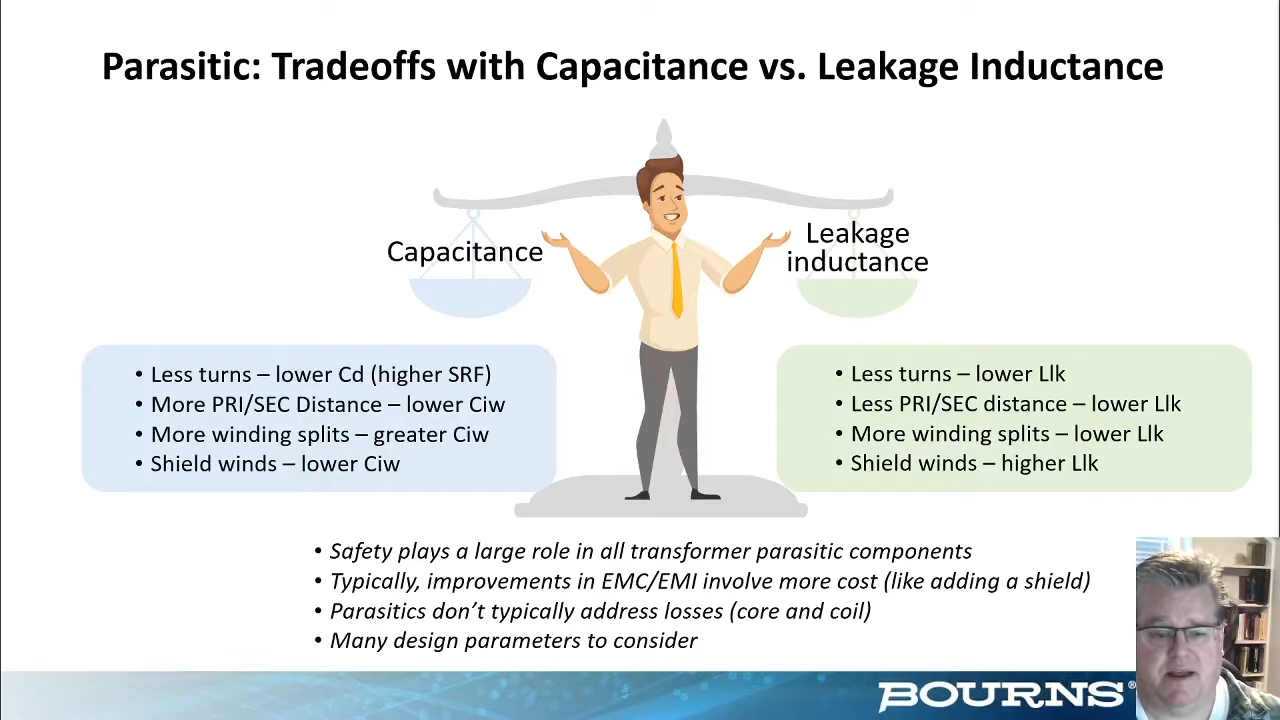 Parasitic: Tradeoffs with Capacitance vs. Leakage Inductance
Capacitance
Leakage
inductance
• Less turns – lower Cd (higher SRF)
• More PRI/SEC Distance – lower Ciw
• More winding splits – greater Ciw
• Shield winds – lower Ciw
• Less turns – lower Llk
• Less PRI/SEC distance – lower Llk
• More winding splits – lower Llk
• Shield winds – higher Llk
• Safety plays a large role in all transformer parasitic components
• Typically, improvements in EMC/EMI involve more cost (like adding a shield)
• Parasitics don’t typically address losses (core and coil)
• Many design parameters to consider
BOURNS®